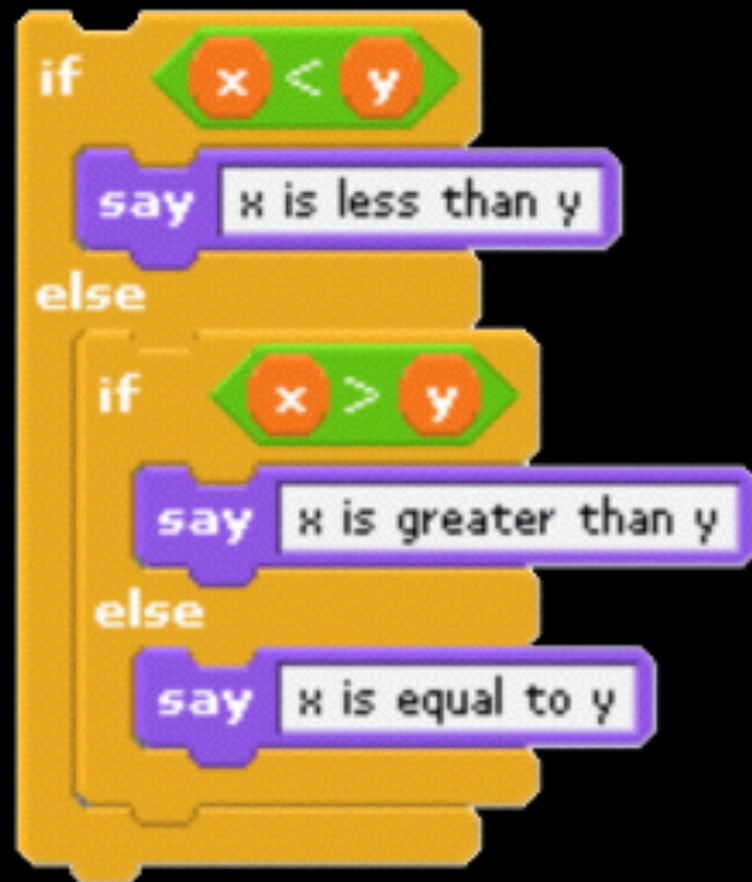 if x < y
say x is less than y
else
if x > y
say x is greater than y
else
say x is equal to y